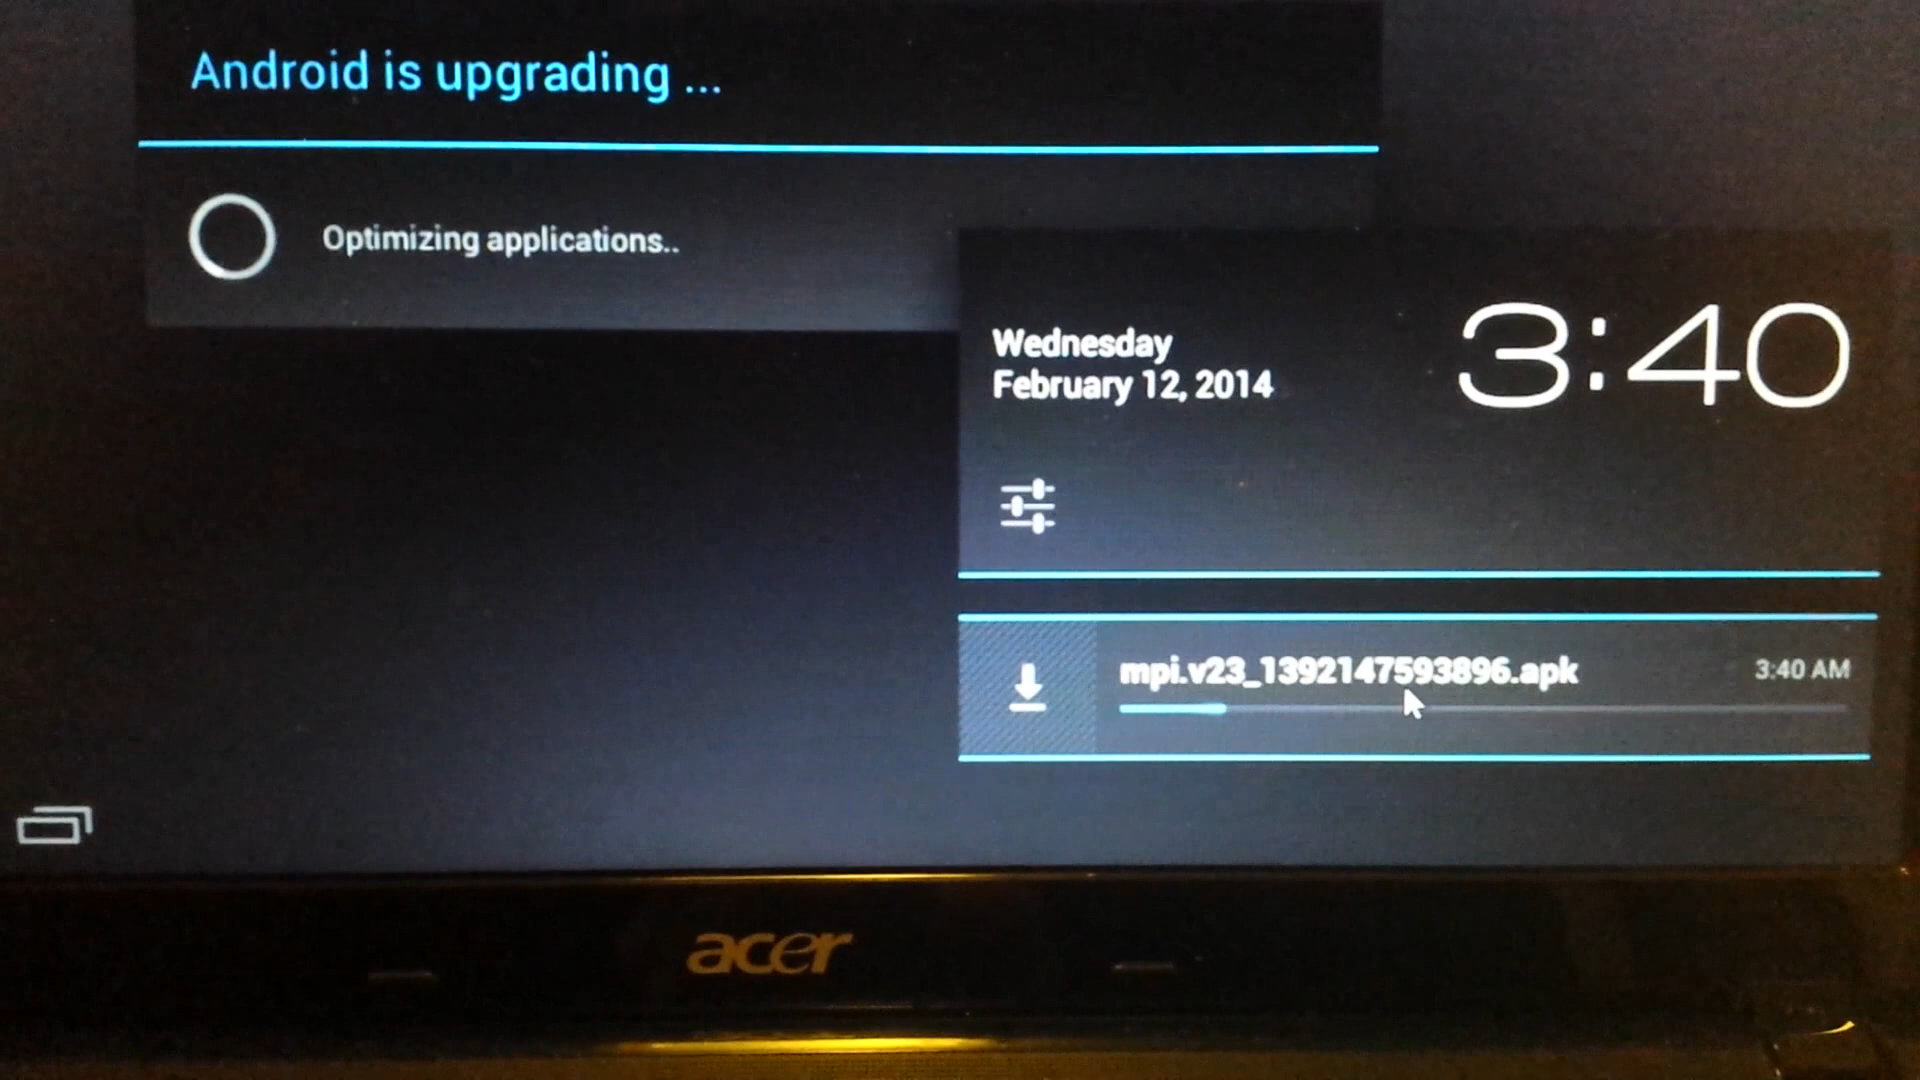 Android is upgrading ...
Optimizing applications..
Wednesday
February 12, 2014
3:40
mpi.v23_1392147593896.apk
3:40 AM
acer